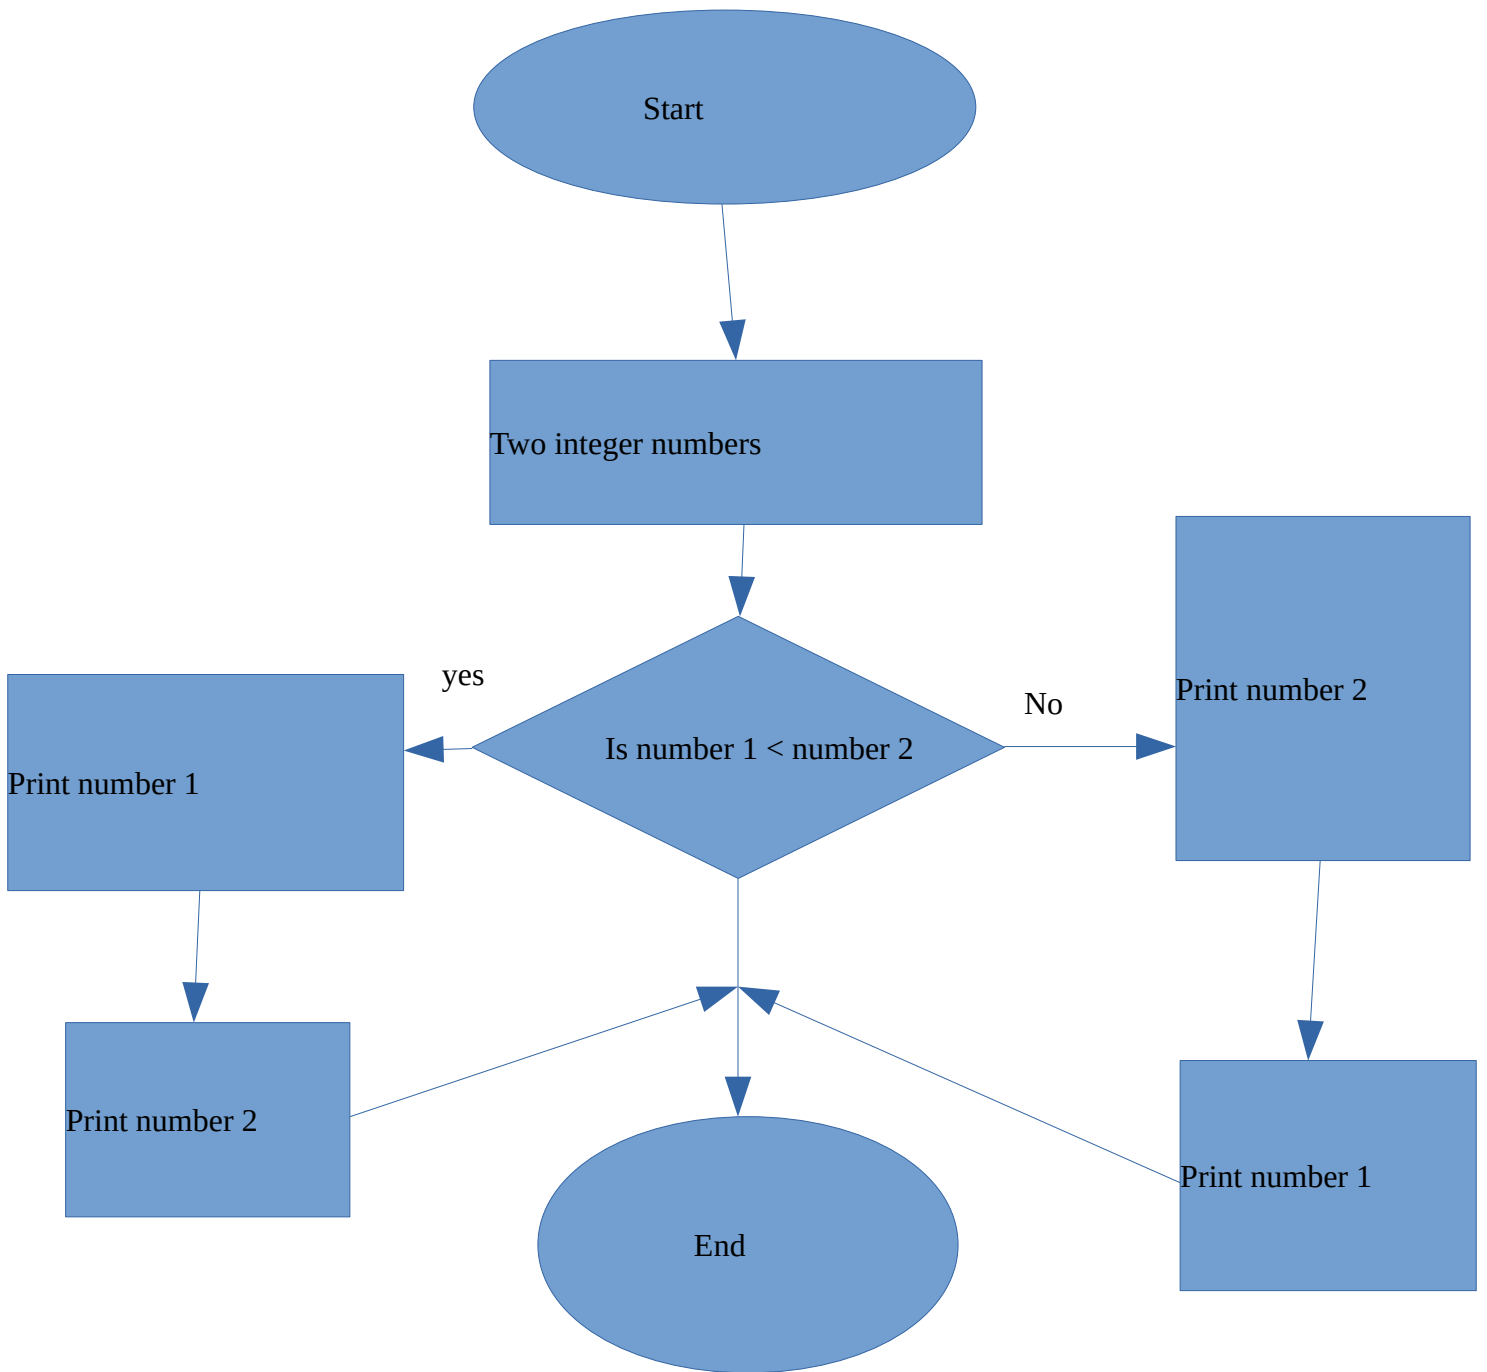 Start
Two integer numbers
yes
No
Is number 1 < number 2
Print number 1
Print number 2
Print number 2
Print number 1
End